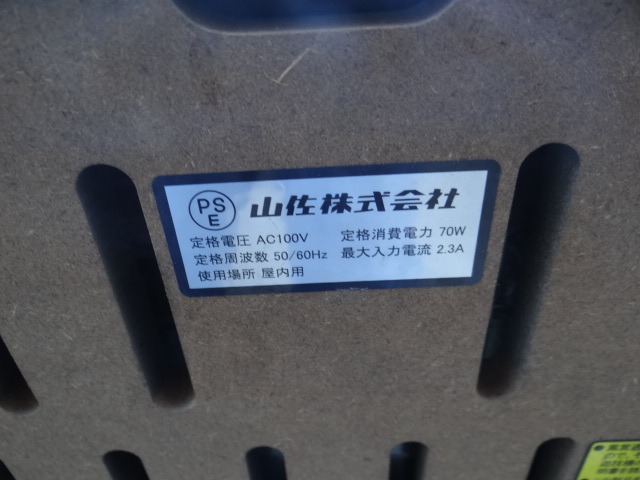 PS
E
山佐株式会社
定格電圧 AC100V 定格消費電力 70W
定格周波数 50/60Hz 最大入力電流 2.3A
使用場所 屋内用